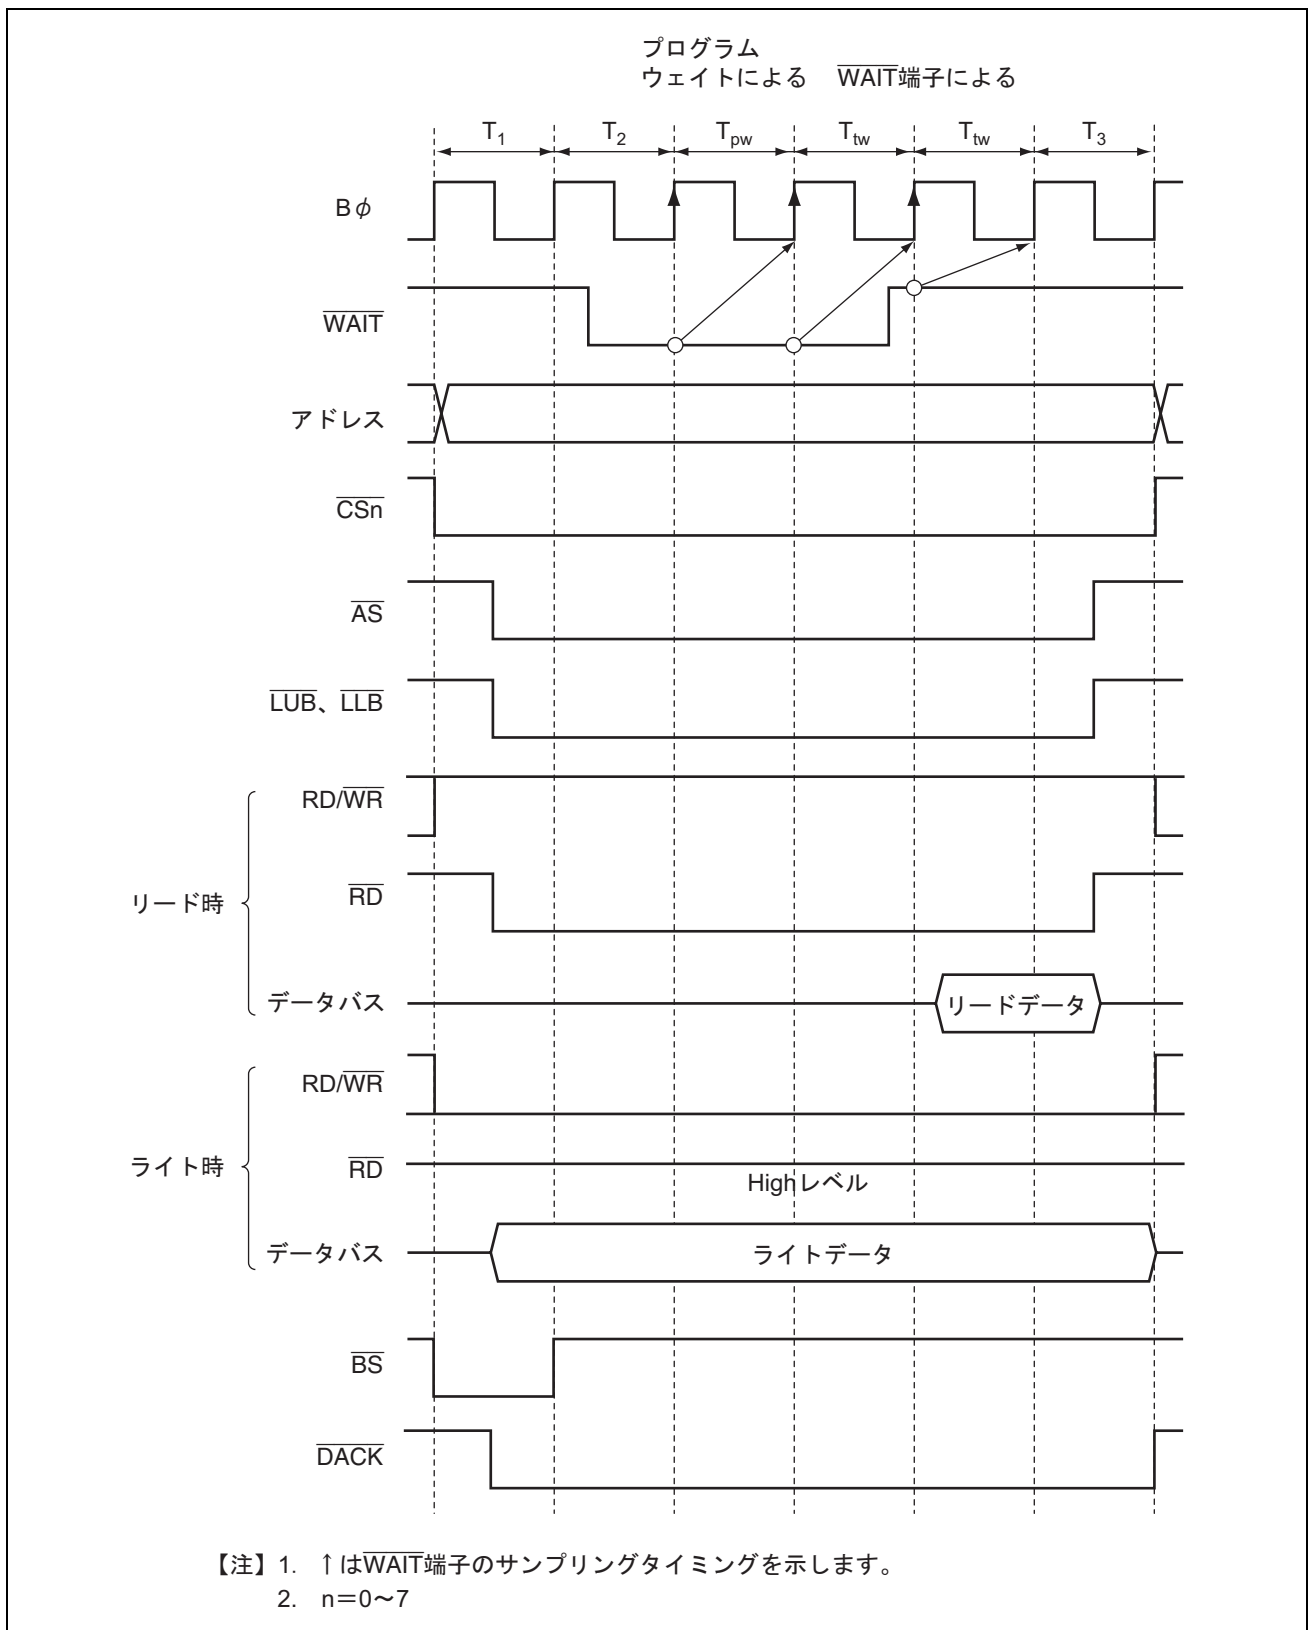 プログラム
ウェイトによる WAIT端子による
T1 T2 Tpw Ttw Ttw T3
Bφ
WAIT
アドレス
CSn
AS
LUB、LLB
リード時
RD/WR
RD
データバス
リードデータ
ライト時
RD/WR
RD
Highレベル
データバス
ライトデータ
BS
DACK
【注】1. ↑はWAIT端子のサンプリングタイミングを示します。
2. n=0〜7